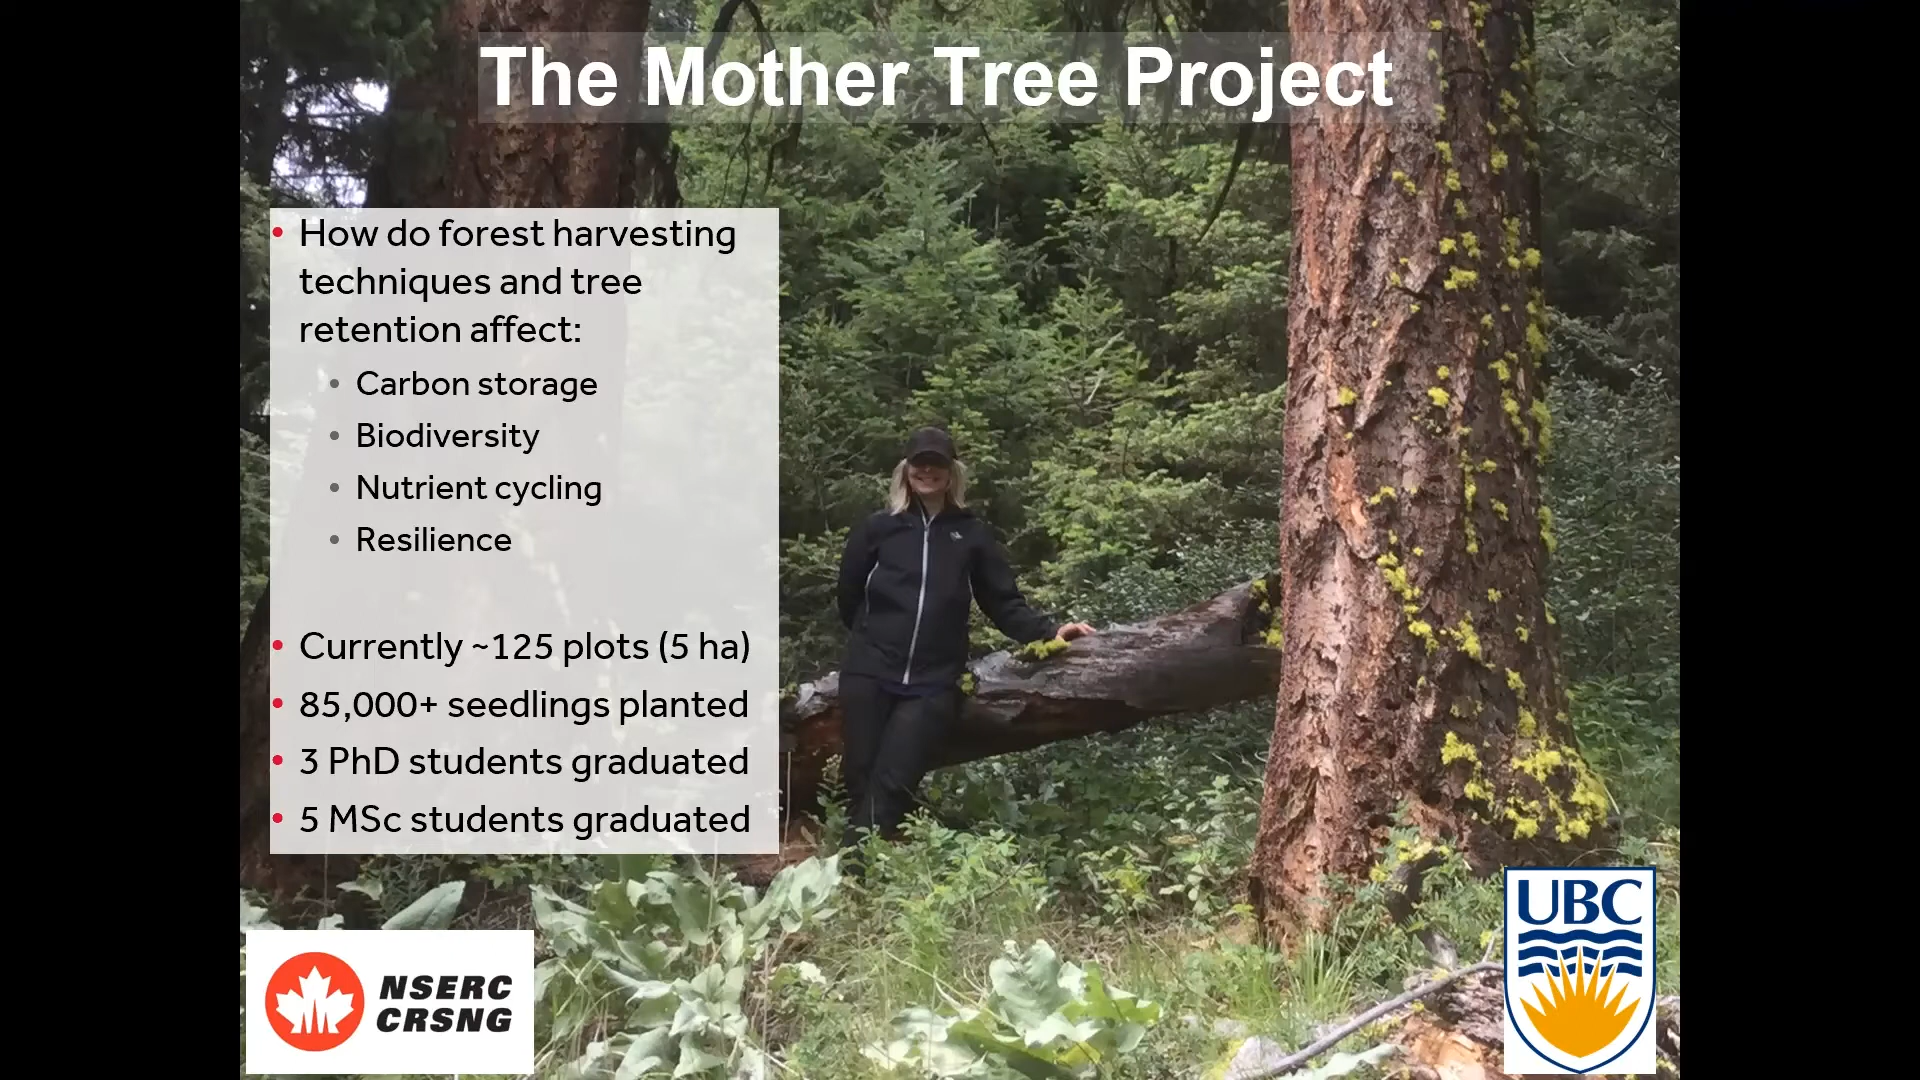 The Mother Tree Project
• How do forest harvesting
techniques and tree
retention affect:
• Carbon storage
• Biodiversity
• Nutrient cycling
• Resilience
• Currently ~125 plots (5 ha)
• 85,000+ seedlings planted
• 3 PhD students graduated
• 5 MSc students graduated
NSERC
CRSNG
UBC